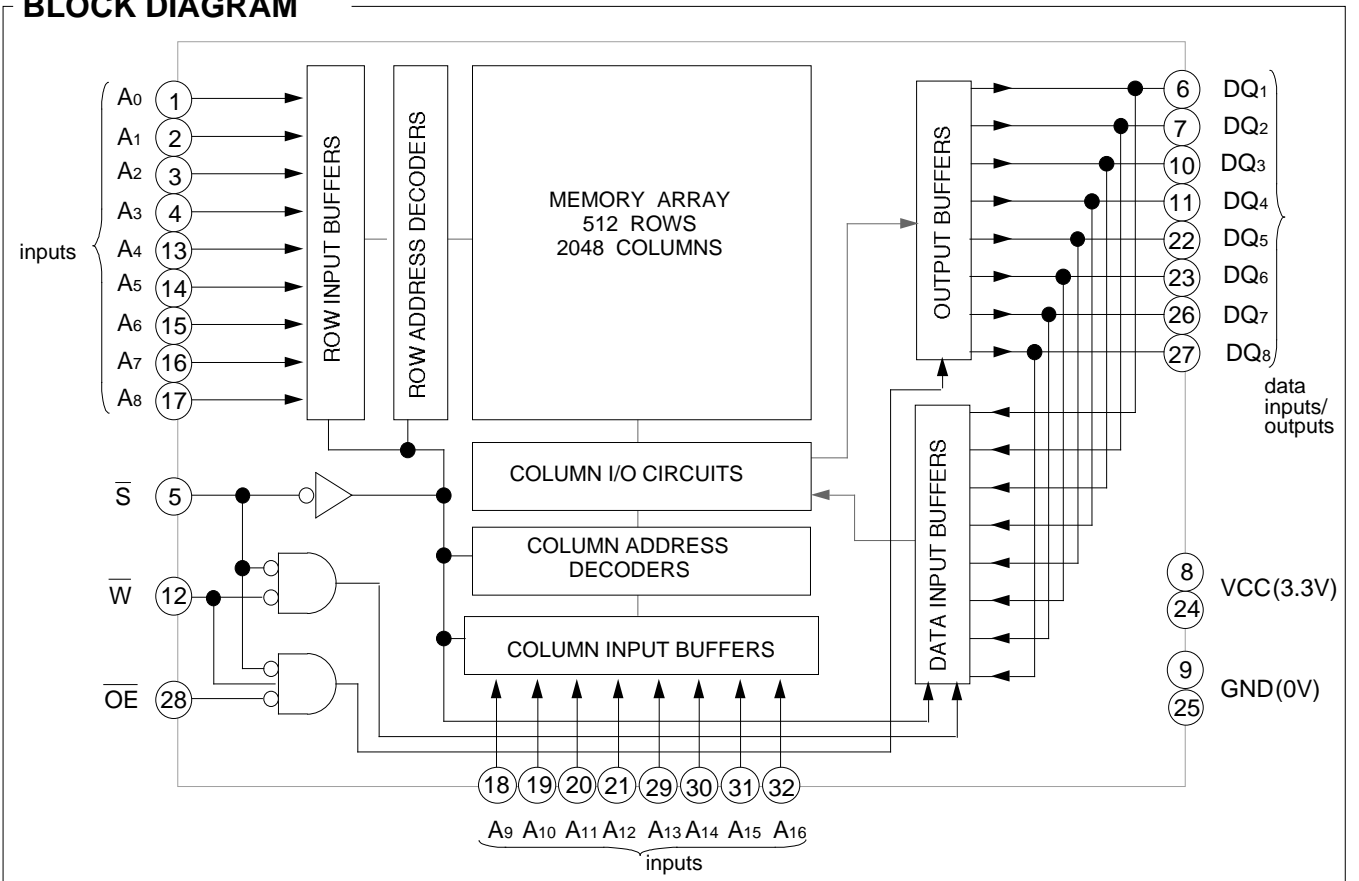 BLOCK DIAGRAM
inputs
A0 1
A1 2
A2 3
A3 4
A4 13
A5 14
A6 15
A7 16
A8 17
S̅ 5
W̅ 12
O̅E̅ 28
ROW INPUT BUFFERS
ROW ADDRESS DECODERS
MEMORY ARRAY
512 ROWS
2048 COLUMNS
COLUMN I/O CIRCUITS
COLUMN ADDRESS
DECODERS
COLUMN INPUT BUFFERS
OUTPUT BUFFERS
DATA INPUT BUFFERS
6 DQ1
7 DQ2
10 DQ3
11 DQ4
22 DQ5
23 DQ6
26 DQ7
27 DQ8
data
inputs/
outputs
8
24
VCC(3.3V)
9
25
GND(0V)
18 19 20 21 29 30 31 32
A9 A10 A11 A12 A13 A14 A15 A16
inputs